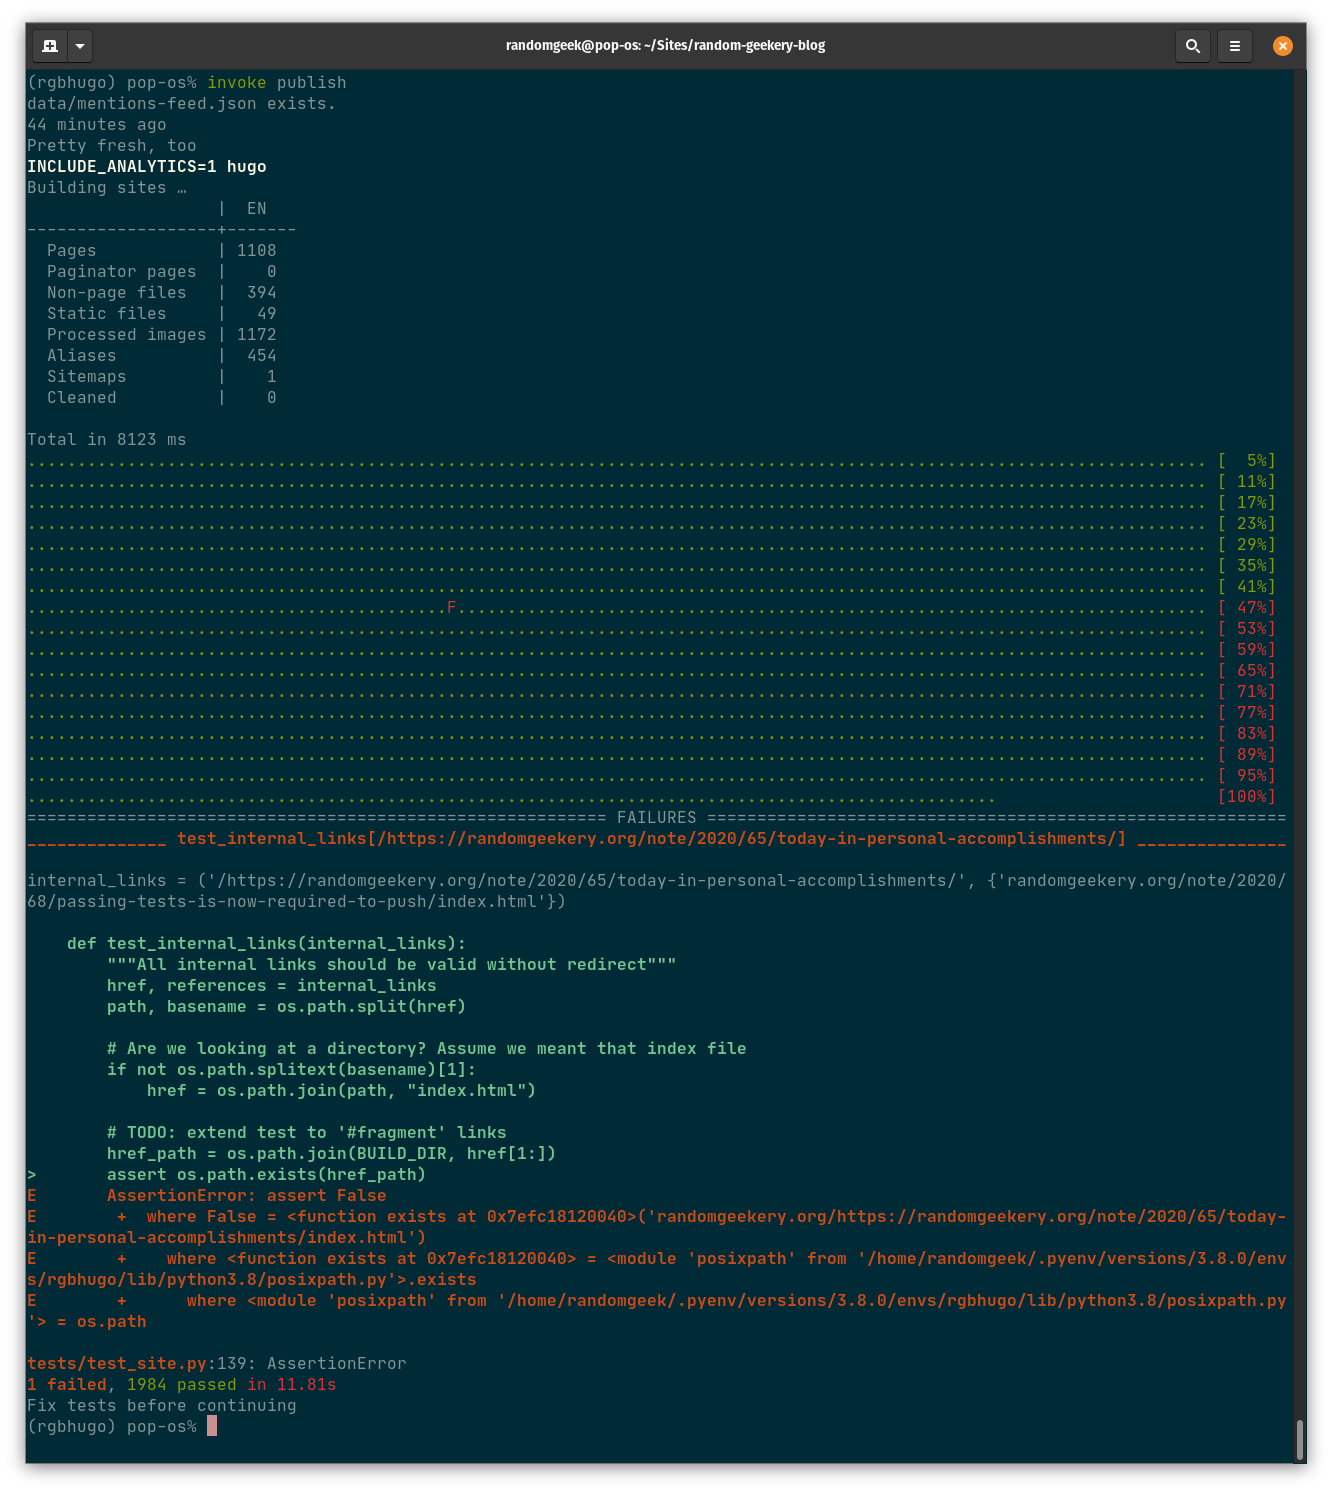 randomgeek@pop-os: ~/Sites/random-geekery-blog
(rgbhugo) pop-os% invoke publish
data/mentions-feed.json exists.
44 minutes ago
Pretty fresh, too
INCLUDE_ANALYTICS=1 hugo
Building sites …
                   |  EN
-------------------+-------
  Pages            | 1108
  Paginator pages  |    0
  Non-page files   |  394
  Static files     |   49
  Processed images | 1172
  Aliases          |  454
  Sitemaps         |    1
  Cleaned          |    0
Total in 8123 ms
...................................................................................................................... [  5%]
...................................................................................................................... [ 11%]
...................................................................................................................... [ 17%]
...................................................................................................................... [ 23%]
...................................................................................................................... [ 29%]
...................................................................................................................... [ 35%]
...................................................................................................................... [ 41%]
..........................................F........................................................................... [ 47%]
...................................................................................................................... [ 53%]
...................................................................................................................... [ 59%]
...................................................................................................................... [ 65%]
...................................................................................................................... [ 71%]
...................................................................................................................... [ 77%]
...................................................................................................................... [ 83%]
...................................................................................................................... [ 89%]
...................................................................................................................... [ 95%]
.................................................................................................                      [100%]
========================================================== FAILURES ==========================================================
______________ test_internal_links[/https://randomgeekery.org/note/2020/65/today-in-personal-accomplishments/] _______________
internal_links = ('/https://randomgeekery.org/note/2020/65/today-in-personal-accomplishments/', {'randomgeekery.org/note/2020/
68/passing-tests-is-now-required-to-push/index.html'})
    def test_internal_links(internal_links):
        """All internal links should be valid without redirect"""
        href, references = internal_links
        path, basename = os.path.split(href)
        # Are we looking at a directory? Assume we meant that index file
        if not os.path.splitext(basename)[1]:
            href = os.path.join(path, "index.html")
        # TODO: extend test to '#fragment' links
        href_path = os.path.join(BUILD_DIR, href[1:])
>       assert os.path.exists(href_path)
E       AssertionError: assert False
E        +  where False = <function exists at 0x7efc18120040>('randomgeekery.org/https://randomgeekery.org/note/2020/65/today-
in-personal-accomplishments/index.html')
E        +    where <function exists at 0x7efc18120040> = <module 'posixpath' from '/home/randomgeek/.pyenv/versions/3.8.0/env
s/rgbhugo/lib/python3.8/posixpath.py'>.exists
E        +      where <module 'posixpath' from '/home/randomgeek/.pyenv/versions/3.8.0/envs/rgbhugo/lib/python3.8/posixpath.py
'> = os.path
tests/test_site.py:139: AssertionError
1 failed, 1984 passed in 11.81s
Fix tests before continuing
(rgbhugo) pop-os%